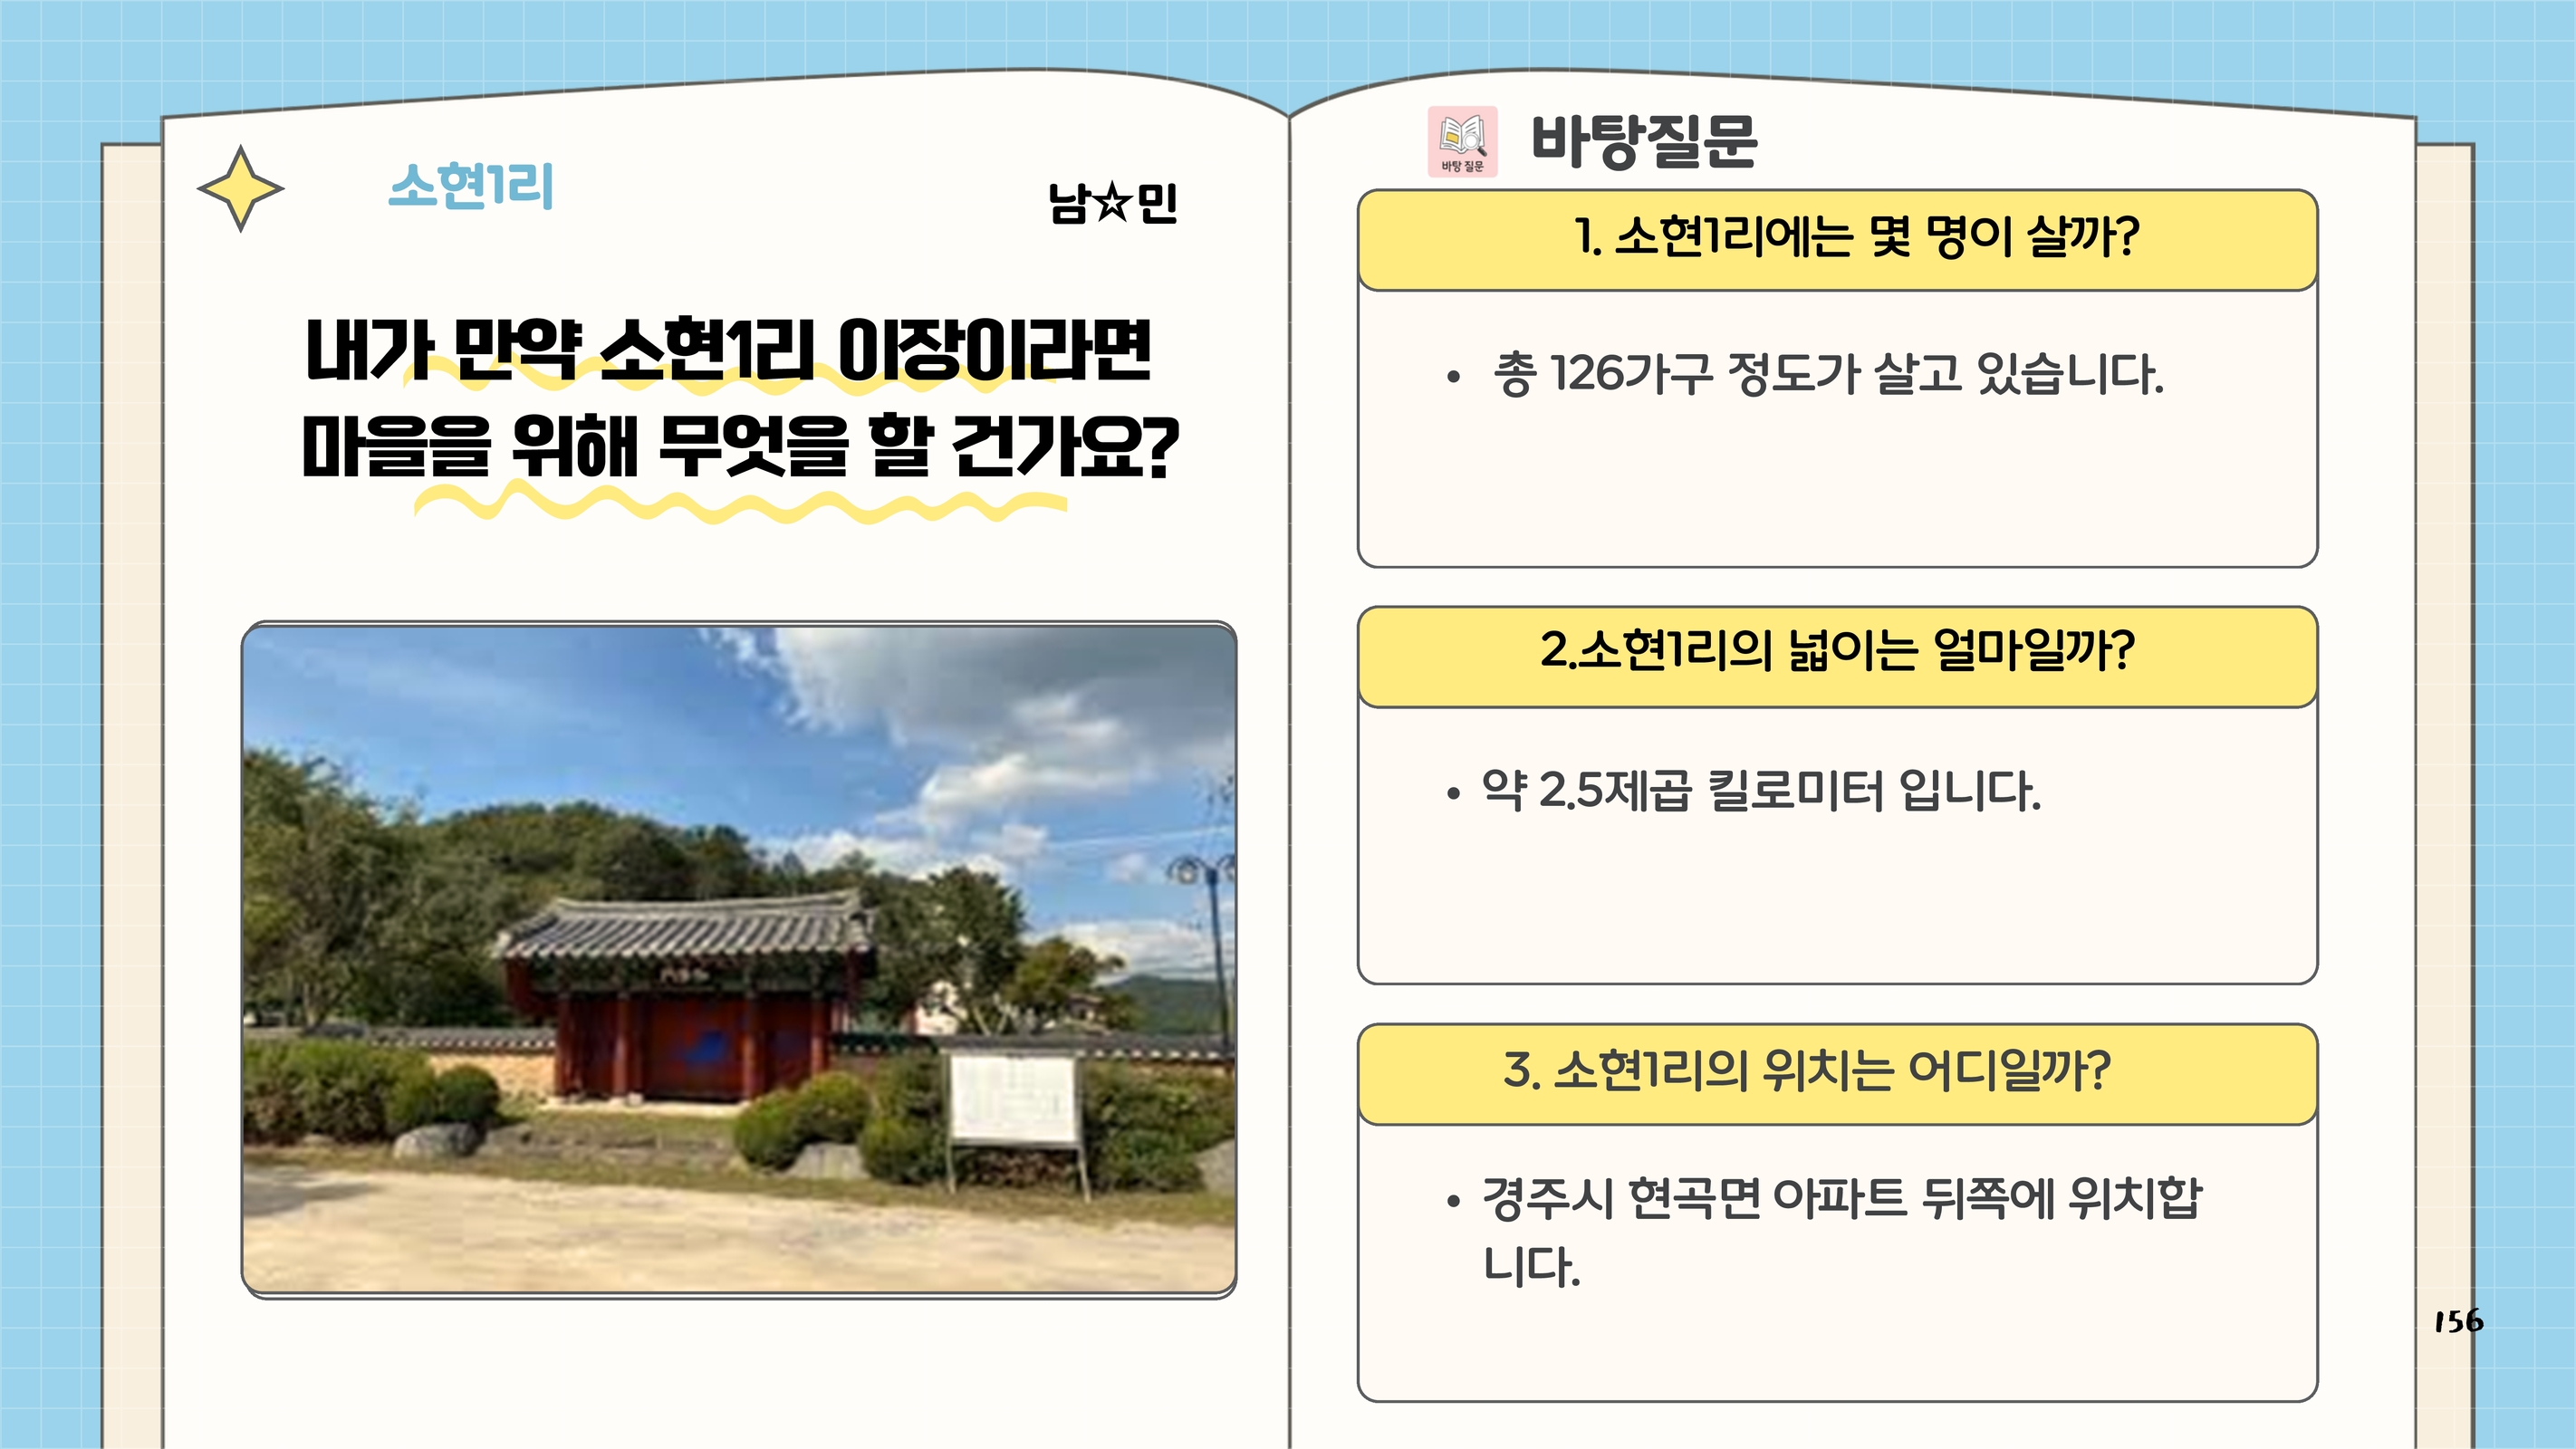 소현1리
남☆민
내가 만약 소현1리 이장이라면
마을을 위해 무엇을 할 건가요?
바탕 질문
바탕질문
1. 소현1리에는 몇 명이 살까?
• 총 126가구 정도가 살고 있습니다.
2.소현1리의 넓이는 얼마일까?
• 약 2.5제곱 킬로미터 입니다.
3. 소현1리의 위치는 어디일까?
• 경주시 현곡면 아파트 뒤쪽에 위치합
니다.
156